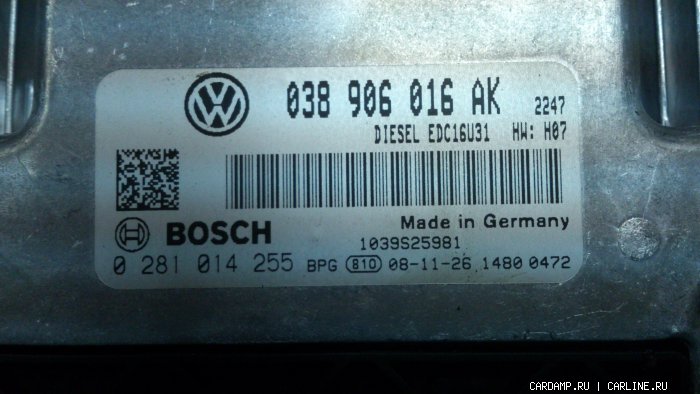 038 906 016 AK 2247
DIESEL EDC16U31 HW: H07
BOSCH Made in Germany
1039S25981
0 281 014 255 BPG 810 08-11-26 1480 0472
CARDAMP.RU | CARLINE.RU